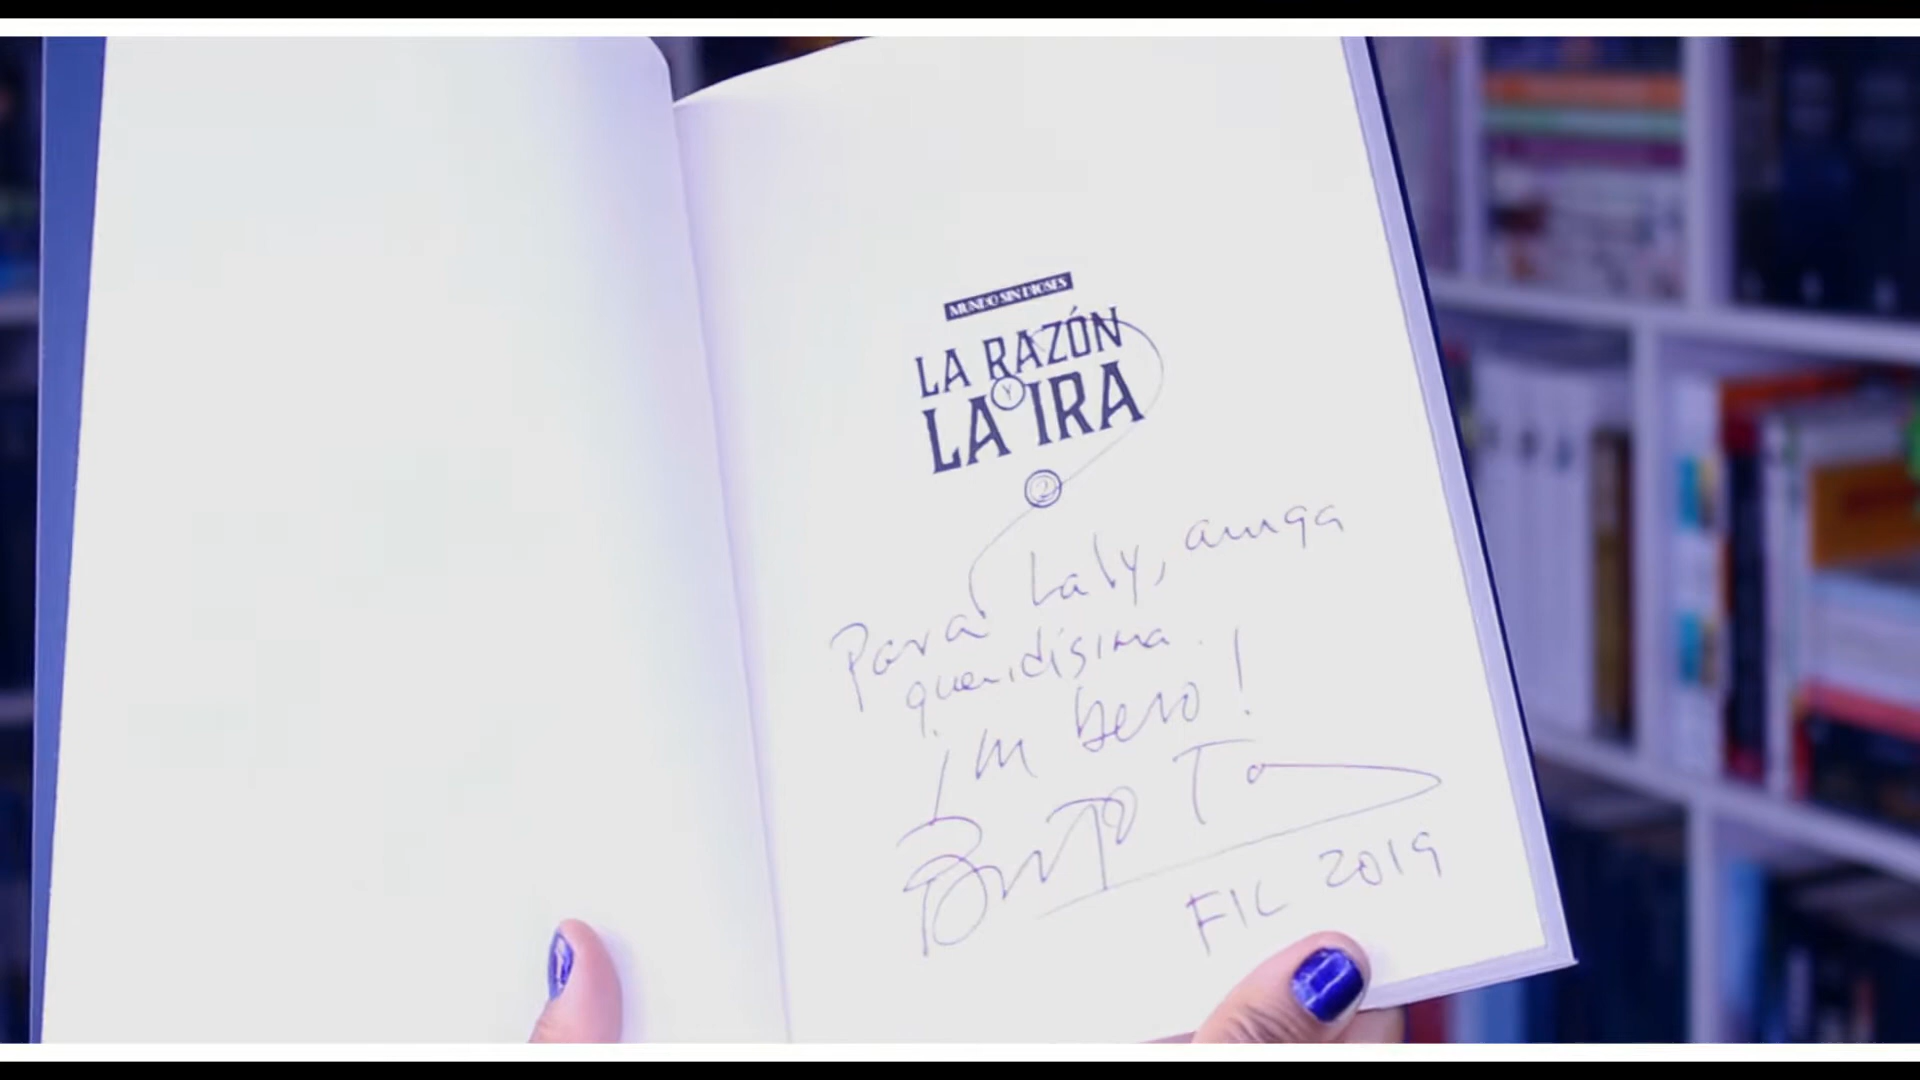 MUNDO SIN DIOSES
LA RAZÓN
Y
LA IRA
2
Para Laly, amiga
queridísima.
¡Un beso!
FIL 2019